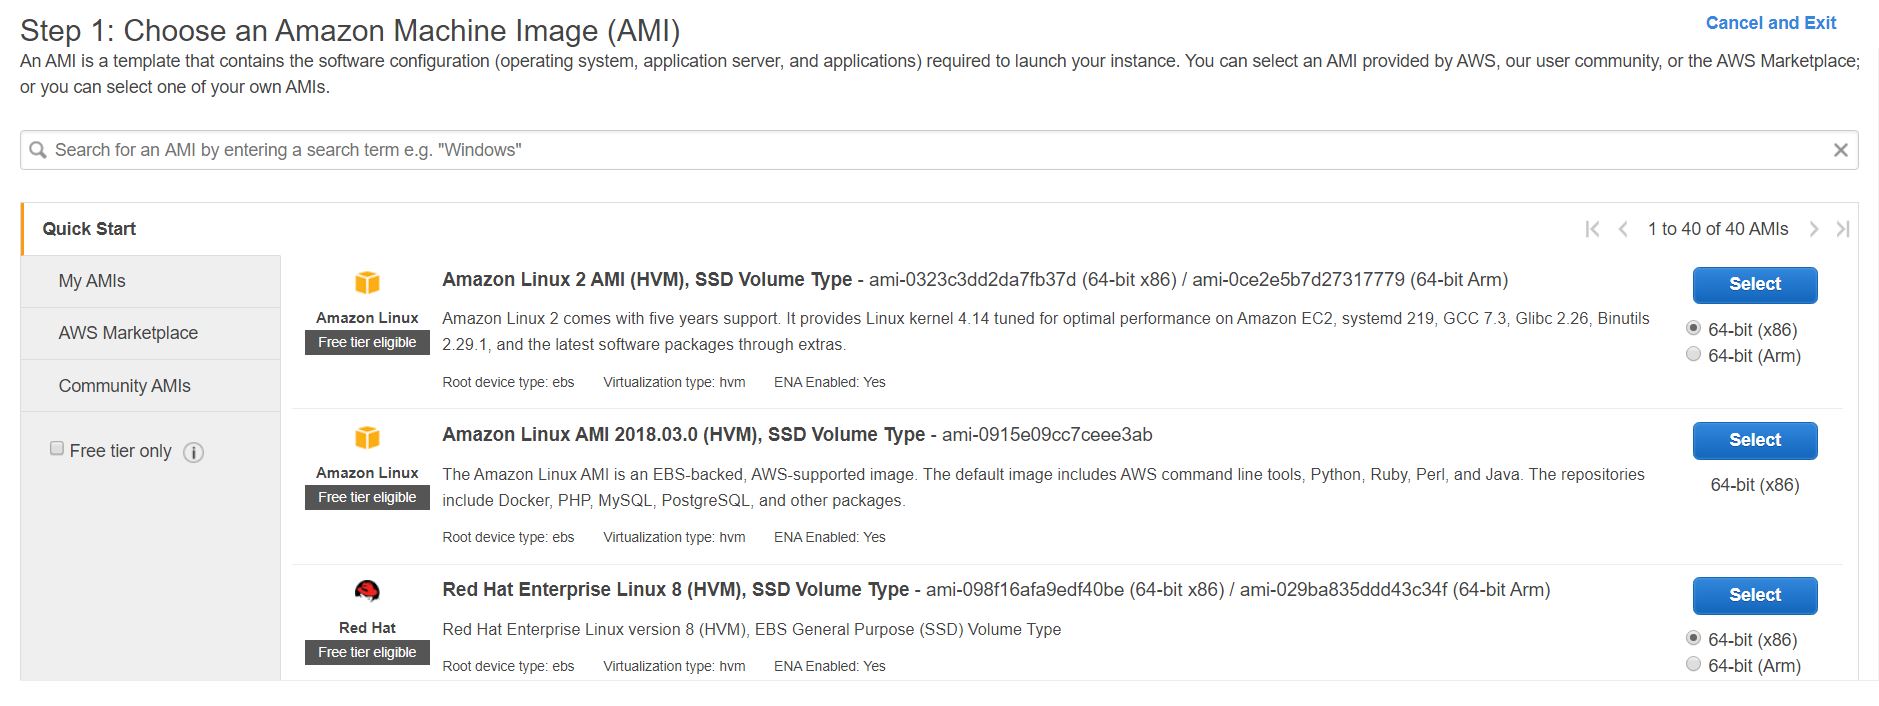 Step 1: Choose an Amazon Machine Image (AMI)
Cancel and Exit
An AMI is a template that contains the software configuration (operating system, application server, and applications) required to launch your instance. You can select an AMI provided by AWS, our user community, or the AWS Marketplace;
or you can select one of your own AMIs.
Search for an AMI by entering a search term e.g. "Windows"
Quick Start
1 to 40 of 40 AMIs
My AMIs
AWS Marketplace
Community AMIs
Free tier only
Amazon Linux
Free tier eligible
Amazon Linux 2 AMI (HVM), SSD Volume Type - ami-0323c3dd2da7fb37d (64-bit x86) / ami-0ce2e5b7d27317779 (64-bit Arm)
Amazon Linux 2 comes with five years support. It provides Linux kernel 4.14 tuned for optimal performance on Amazon EC2, systemd 219, GCC 7.3, Glibc 2.26, Binutils
2.29.1, and the latest software packages through extras.
Root device type: ebs Virtualization type: hvm ENA Enabled: Yes
Select
64-bit (x86)
64-bit (Arm)
Amazon Linux
Free tier eligible
Amazon Linux AMI 2018.03.0 (HVM), SSD Volume Type - ami-0915e09cc7ceee3ab
The Amazon Linux AMI is an EBS-backed, AWS-supported image. The default image includes AWS command line tools, Python, Ruby, Perl, and Java. The repositories
include Docker, PHP, MySQL, PostgreSQL, and other packages.
Root device type: ebs Virtualization type: hvm ENA Enabled: Yes
Select
64-bit (x86)
Red Hat
Free tier eligible
Red Hat Enterprise Linux 8 (HVM), SSD Volume Type - ami-098f16afa9edf40be (64-bit x86) / ami-029ba835ddd43c34f (64-bit Arm)
Red Hat Enterprise Linux version 8 (HVM), EBS General Purpose (SSD) Volume Type
Root device type: ebs Virtualization type: hvm ENA Enabled: Yes
Select
64-bit (x86)
64-bit (Arm)